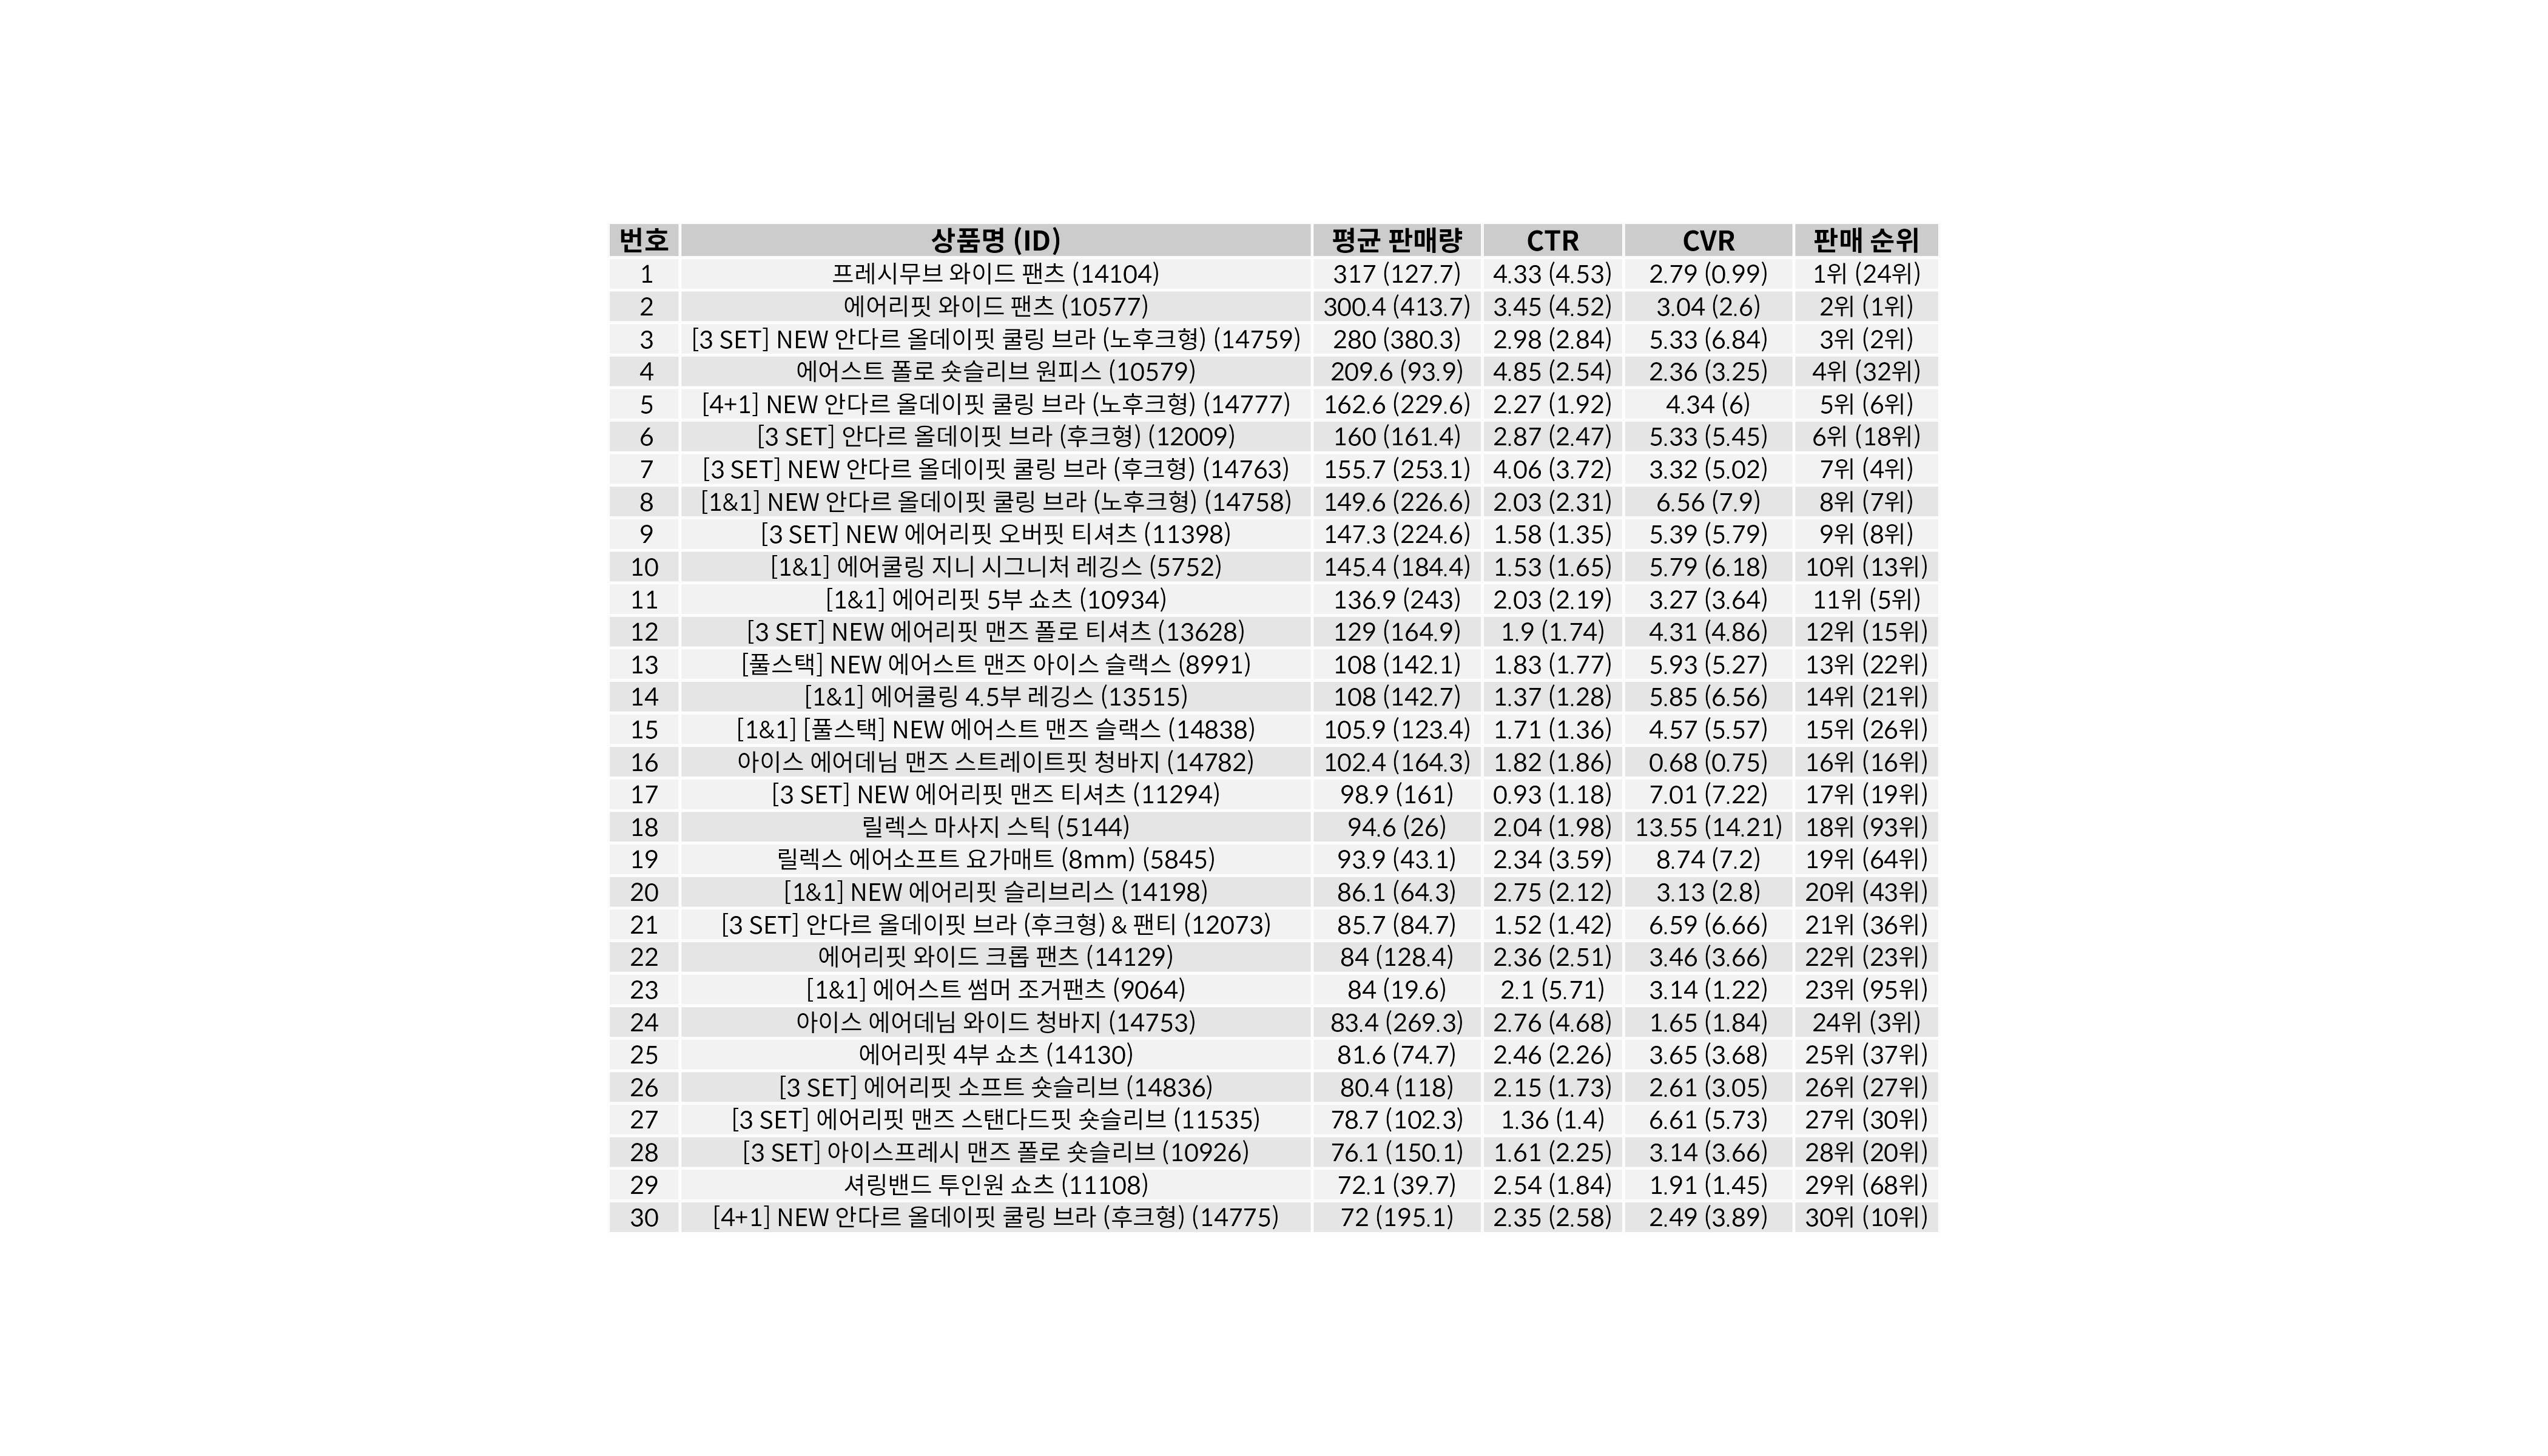 번호 상품명 (ID) 평균 판매량 CTR CVR 판매 순위
1 프레시무브 와이드 팬츠 (14104) 317 (127.7) 4.33 (4.53) 2.79 (0.99) 1위 (24위)
2 에어리핏 와이드 팬츠 (10577) 300.4 (413.7) 3.45 (4.52) 3.04 (2.6) 2위 (1위)
3 [3 SET] NEW 안다르 올데이핏 쿨링 브라 (노후크형) (14759) 280 (380.3) 2.98 (2.84) 5.33 (6.84) 3위 (2위)
4 에어스트 폴로 숏슬리브 원피스 (10579) 209.6 (93.9) 4.85 (2.54) 2.36 (3.25) 4위 (32위)
5 [4+1] NEW 안다르 올데이핏 쿨링 브라 (노후크형) (14777) 162.6 (229.6) 2.27 (1.92) 4.34 (6) 5위 (6위)
6 [3 SET] 안다르 올데이핏 브라 (후크형) (12009) 160 (161.4) 2.87 (2.47) 5.33 (5.45) 6위 (18위)
7 [3 SET] NEW 안다르 올데이핏 쿨링 브라 (후크형) (14763) 155.7 (253.1) 4.06 (3.72) 3.32 (5.02) 7위 (4위)
8 [1&1] NEW 안다르 올데이핏 쿨링 브라 (노후크형) (14758) 149.6 (226.6) 2.03 (2.31) 6.56 (7.9) 8위 (7위)
9 [3 SET] NEW 에어리핏 오버핏 티셔츠 (11398) 147.3 (224.6) 1.58 (1.35) 5.39 (5.79) 9위 (8위)
10 [1&1] 에어쿨링 지니 시그니처 레깅스 (5752) 145.4 (184.4) 1.53 (1.65) 5.79 (6.18) 10위 (13위)
11 [1&1] 에어리핏 5부 쇼츠 (10934) 136.9 (243) 2.03 (2.19) 3.27 (3.64) 11위 (5위)
12 [3 SET] NEW 에어리핏 맨즈 폴로 티셔츠 (13628) 129 (164.9) 1.9 (1.74) 4.31 (4.86) 12위 (15위)
13 [풀스택] NEW 에어스트 맨즈 아이스 슬랙스 (8991) 108 (142.1) 1.83 (1.77) 5.93 (5.27) 13위 (22위)
14 [1&1] 에어쿨링 4.5부 레깅스 (13515) 108 (142.7) 1.37 (1.28) 5.85 (6.56) 14위 (21위)
15 [1&1] [풀스택] NEW 에어스트 맨즈 슬랙스 (14838) 105.9 (123.4) 1.71 (1.36) 4.57 (5.57) 15위 (26위)
16 아이스 에어데님 맨즈 스트레이트핏 청바지 (14782) 102.4 (164.3) 1.82 (1.86) 0.68 (0.75) 16위 (16위)
17 [3 SET] NEW 에어리핏 맨즈 티셔츠 (11294) 98.9 (161) 0.93 (1.18) 7.01 (7.22) 17위 (19위)
18 릴렉스 마사지 스틱 (5144) 94.6 (26) 2.04 (1.98) 13.55 (14.21) 18위 (93위)
19 릴렉스 에어소프트 요가매트 (8mm) (5845) 93.9 (43.1) 2.34 (3.59) 8.74 (7.2) 19위 (64위)
20 [1&1] NEW 에어리핏 슬리브리스 (14198) 86.1 (64.3) 2.75 (2.12) 3.13 (2.8) 20위 (43위)
21 [3 SET] 안다르 올데이핏 브라 (후크형) & 팬티 (12073) 85.7 (84.7) 1.52 (1.42) 6.59 (6.66) 21위 (36위)
22 에어리핏 와이드 크롭 팬츠 (14129) 84 (128.4) 2.36 (2.51) 3.46 (3.66) 22위 (23위)
23 [1&1] 에어스트 썸머 조거팬츠 (9064) 84 (19.6) 2.1 (5.71) 3.14 (1.22) 23위 (95위)
24 아이스 에어데님 와이드 청바지 (14753) 83.4 (269.3) 2.76 (4.68) 1.65 (1.84) 24위 (3위)
25 에어리핏 4부 쇼츠 (14130) 81.6 (74.7) 2.46 (2.26) 3.65 (3.68) 25위 (37위)
26 [3 SET] 에어리핏 소프트 숏슬리브 (14836) 80.4 (118) 2.15 (1.73) 2.61 (3.05) 26위 (27위)
27 [3 SET] 에어리핏 맨즈 스탠다드핏 숏슬리브 (11535) 78.7 (102.3) 1.36 (1.4) 6.61 (5.73) 27위 (30위)
28 [3 SET] 아이스프레시 맨즈 폴로 숏슬리브 (10926) 76.1 (150.1) 1.61 (2.25) 3.14 (3.66) 28위 (20위)
29 셔링밴드 투인원 쇼츠 (11108) 72.1 (39.7) 2.54 (1.84) 1.91 (1.45) 29위 (68위)
30 [4+1] NEW 안다르 올데이핏 쿨링 브라 (후크형) (14775) 72 (195.1) 2.35 (2.58) 2.49 (3.89) 30위 (10위)